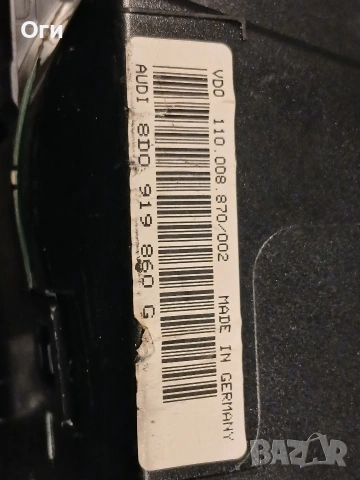 Оги
VDO 110.008.870/002 MADE IN GERMANY
AUDI 8D0 919 860 G
BAZAR